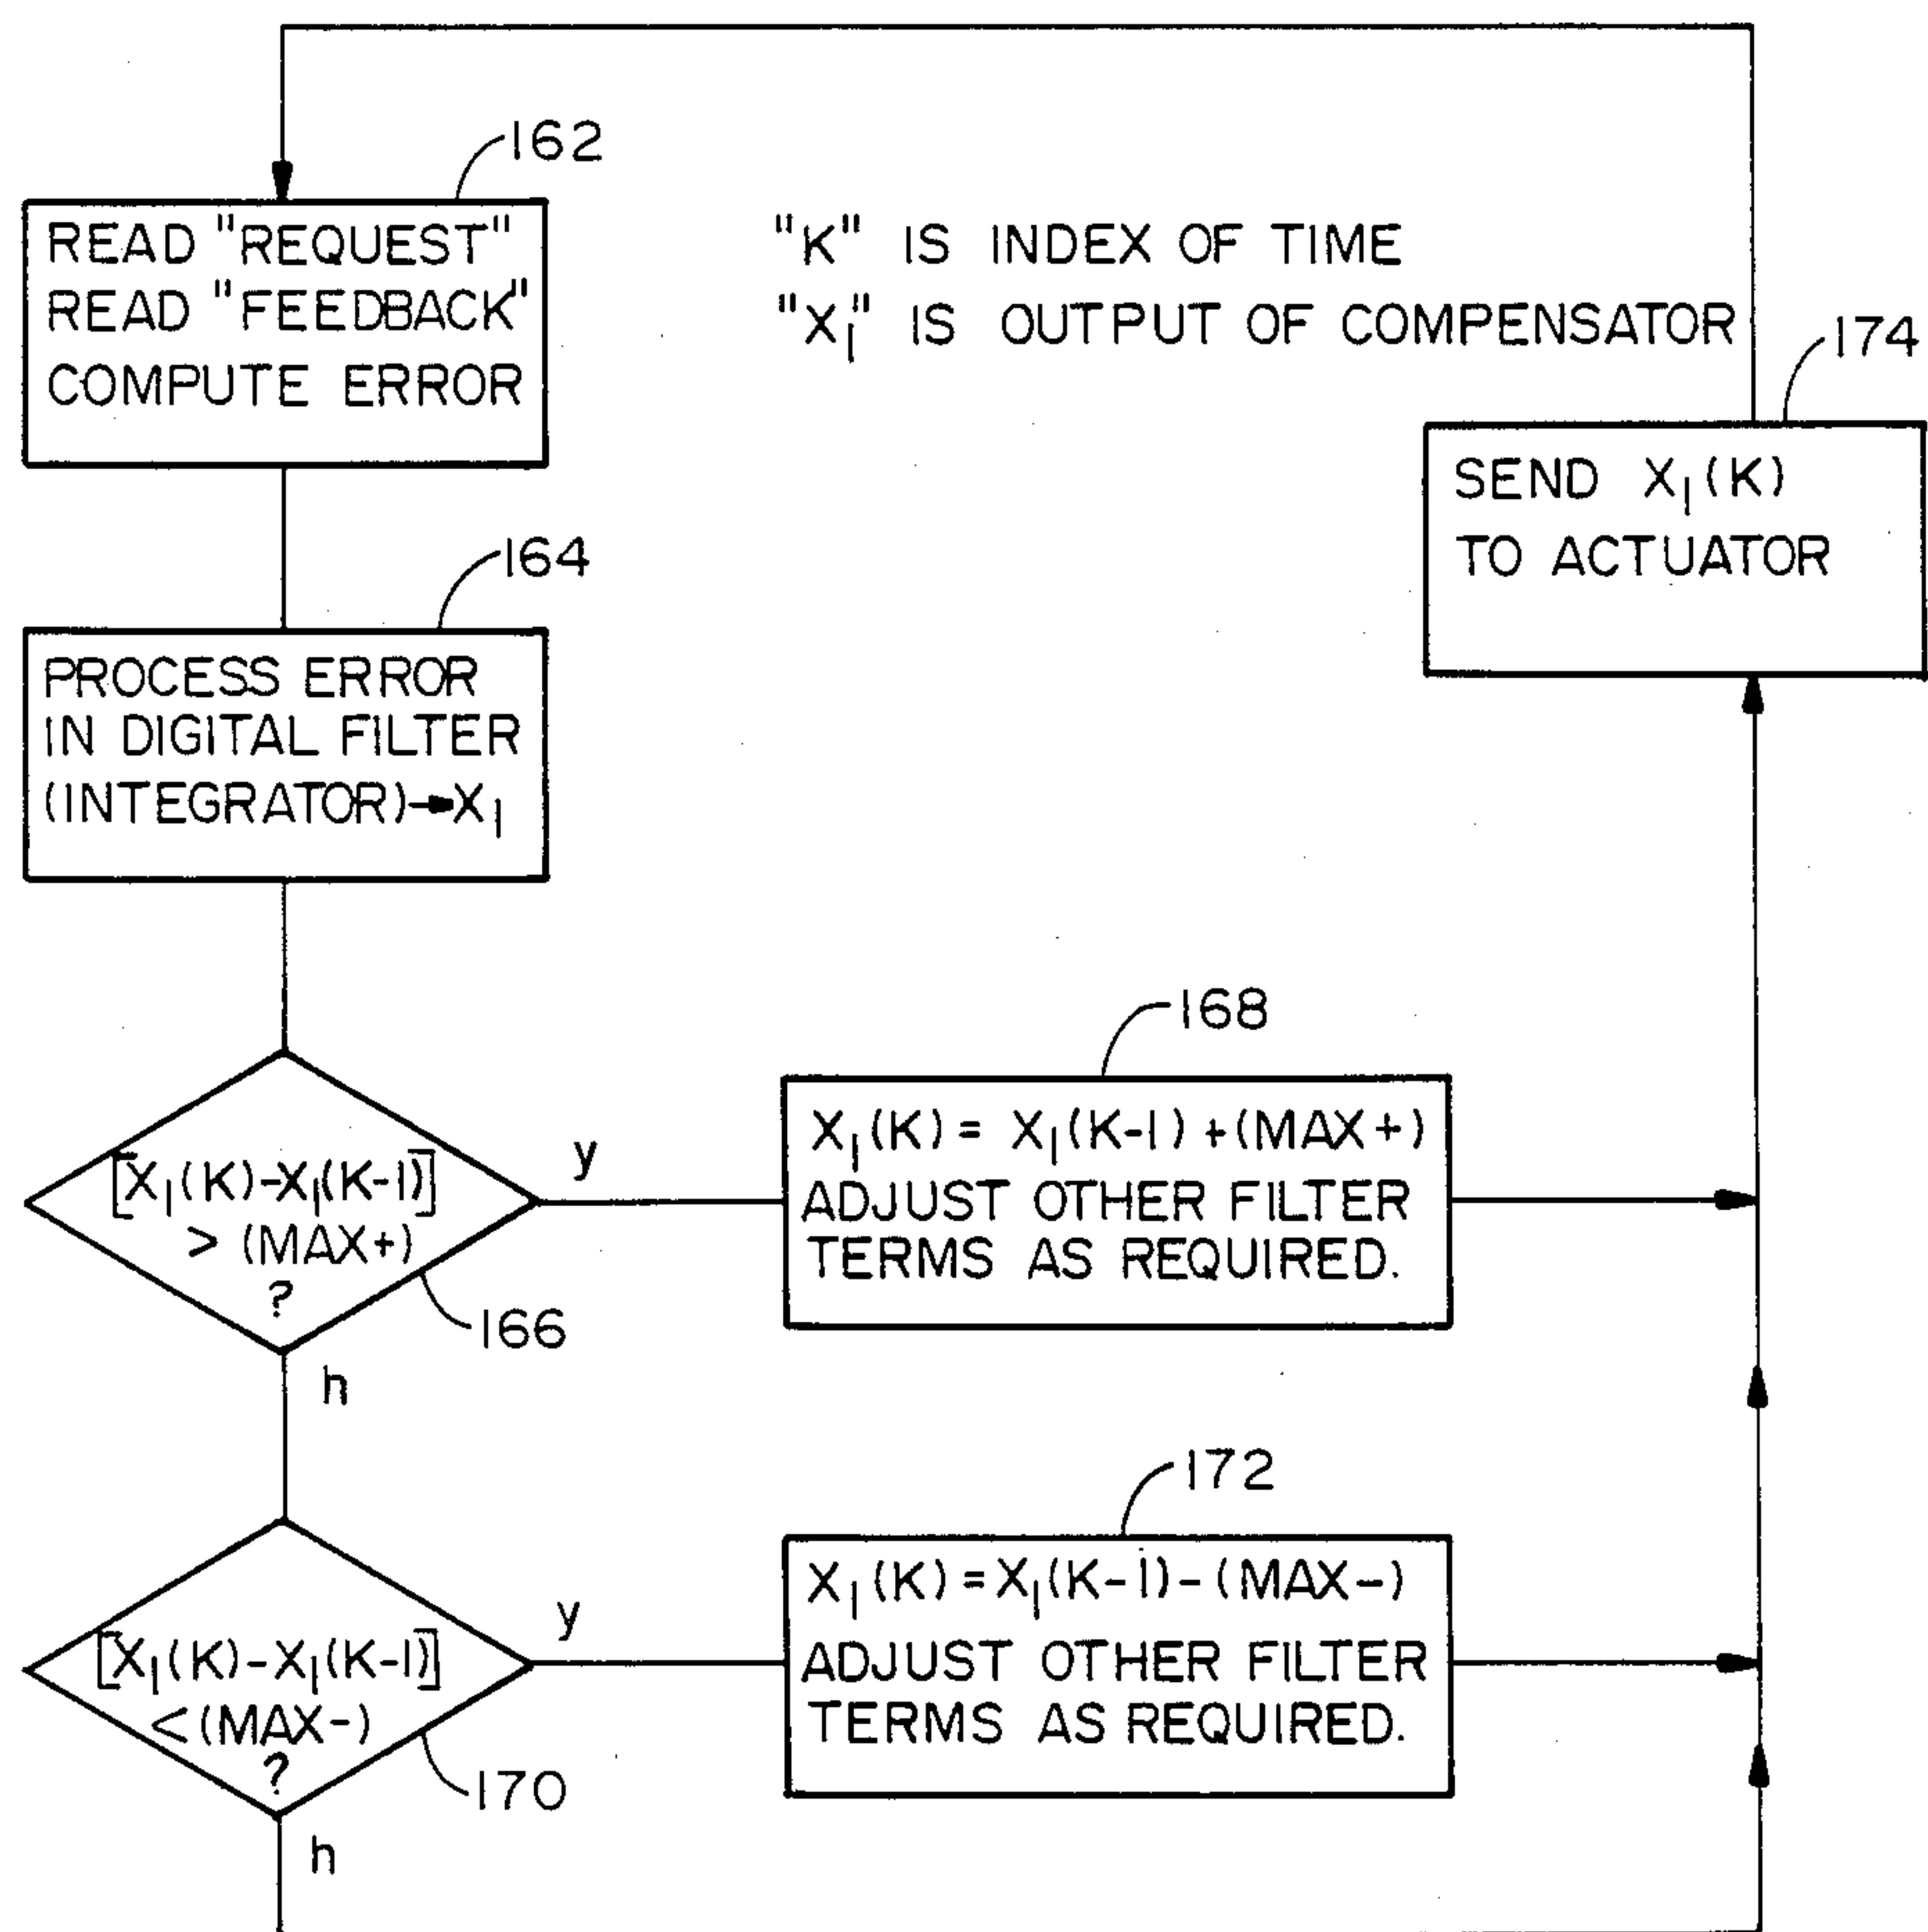 162
READ "REQUEST"
READ "FEEDBACK"
COMPUTE ERROR
"K" IS INDEX OF TIME
"X₁" IS OUTPUT OF COMPENSATOR
174
SEND X₁(K)
TO ACTUATOR
164
PROCESS ERROR
IN DIGITAL FILTER
(INTEGRATOR)→X₁
[X₁(K)-X₁(K-1)]
> (MAX+)
?
166
y
h
168
X₁(K) = X₁(K-1) +(MAX+)
ADJUST OTHER FILTER
TERMS AS REQUIRED.
[X₁(K)-X₁(K-1)]
<(MAX-)
?
170
y
h
172
X₁(K) = X₁(K-1) - (MAX-)
ADJUST OTHER FILTER
TERMS AS REQUIRED.